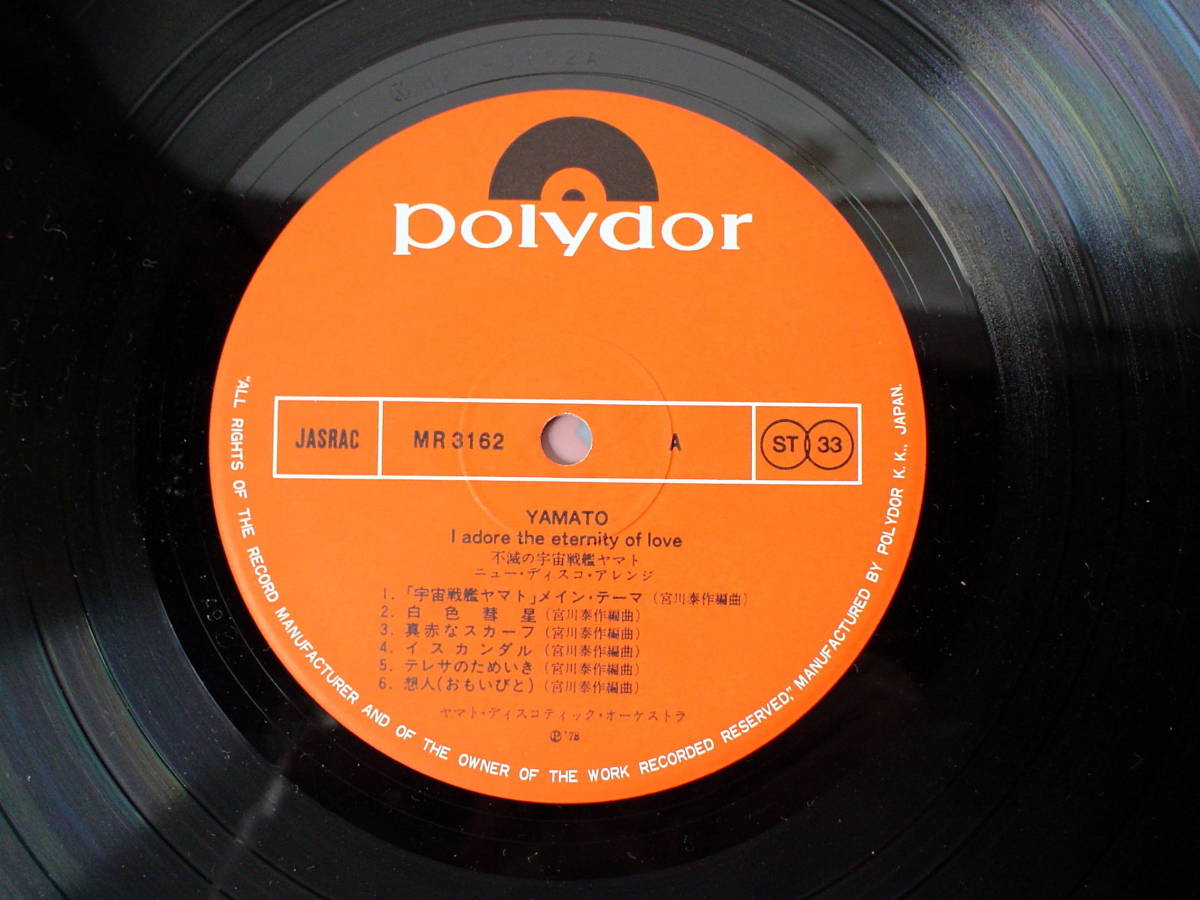 polydor
JASRAC MR 3162 A ST 33
YAMATO
I adore the eternity of love
不滅の宇宙戦艦ヤマト
ニュー・ディスコ・アレンジ
1. 「宇宙戦艦ヤマト」メイン・テーマ (宮川泰作編曲)
2. 白色彗星 (宮川泰作編曲)
3. 真赤なスカーフ (宮川泰作編曲)
4. イスカンダル (宮川泰作編曲)
5. テレサのためいき (宮川泰作編曲)
6. 想人(おもいびと) (宮川泰作編曲)
ヤマト・ディスコティック・オーケストラ
Ⓟ'78
"ALL RIGHTS OF THE RECORD MANUFACTURER AND OF THE OWNER OF THE WORK RECORDED RESERVED," MANUFACTURED BY POLYDOR K. K., JAPAN.